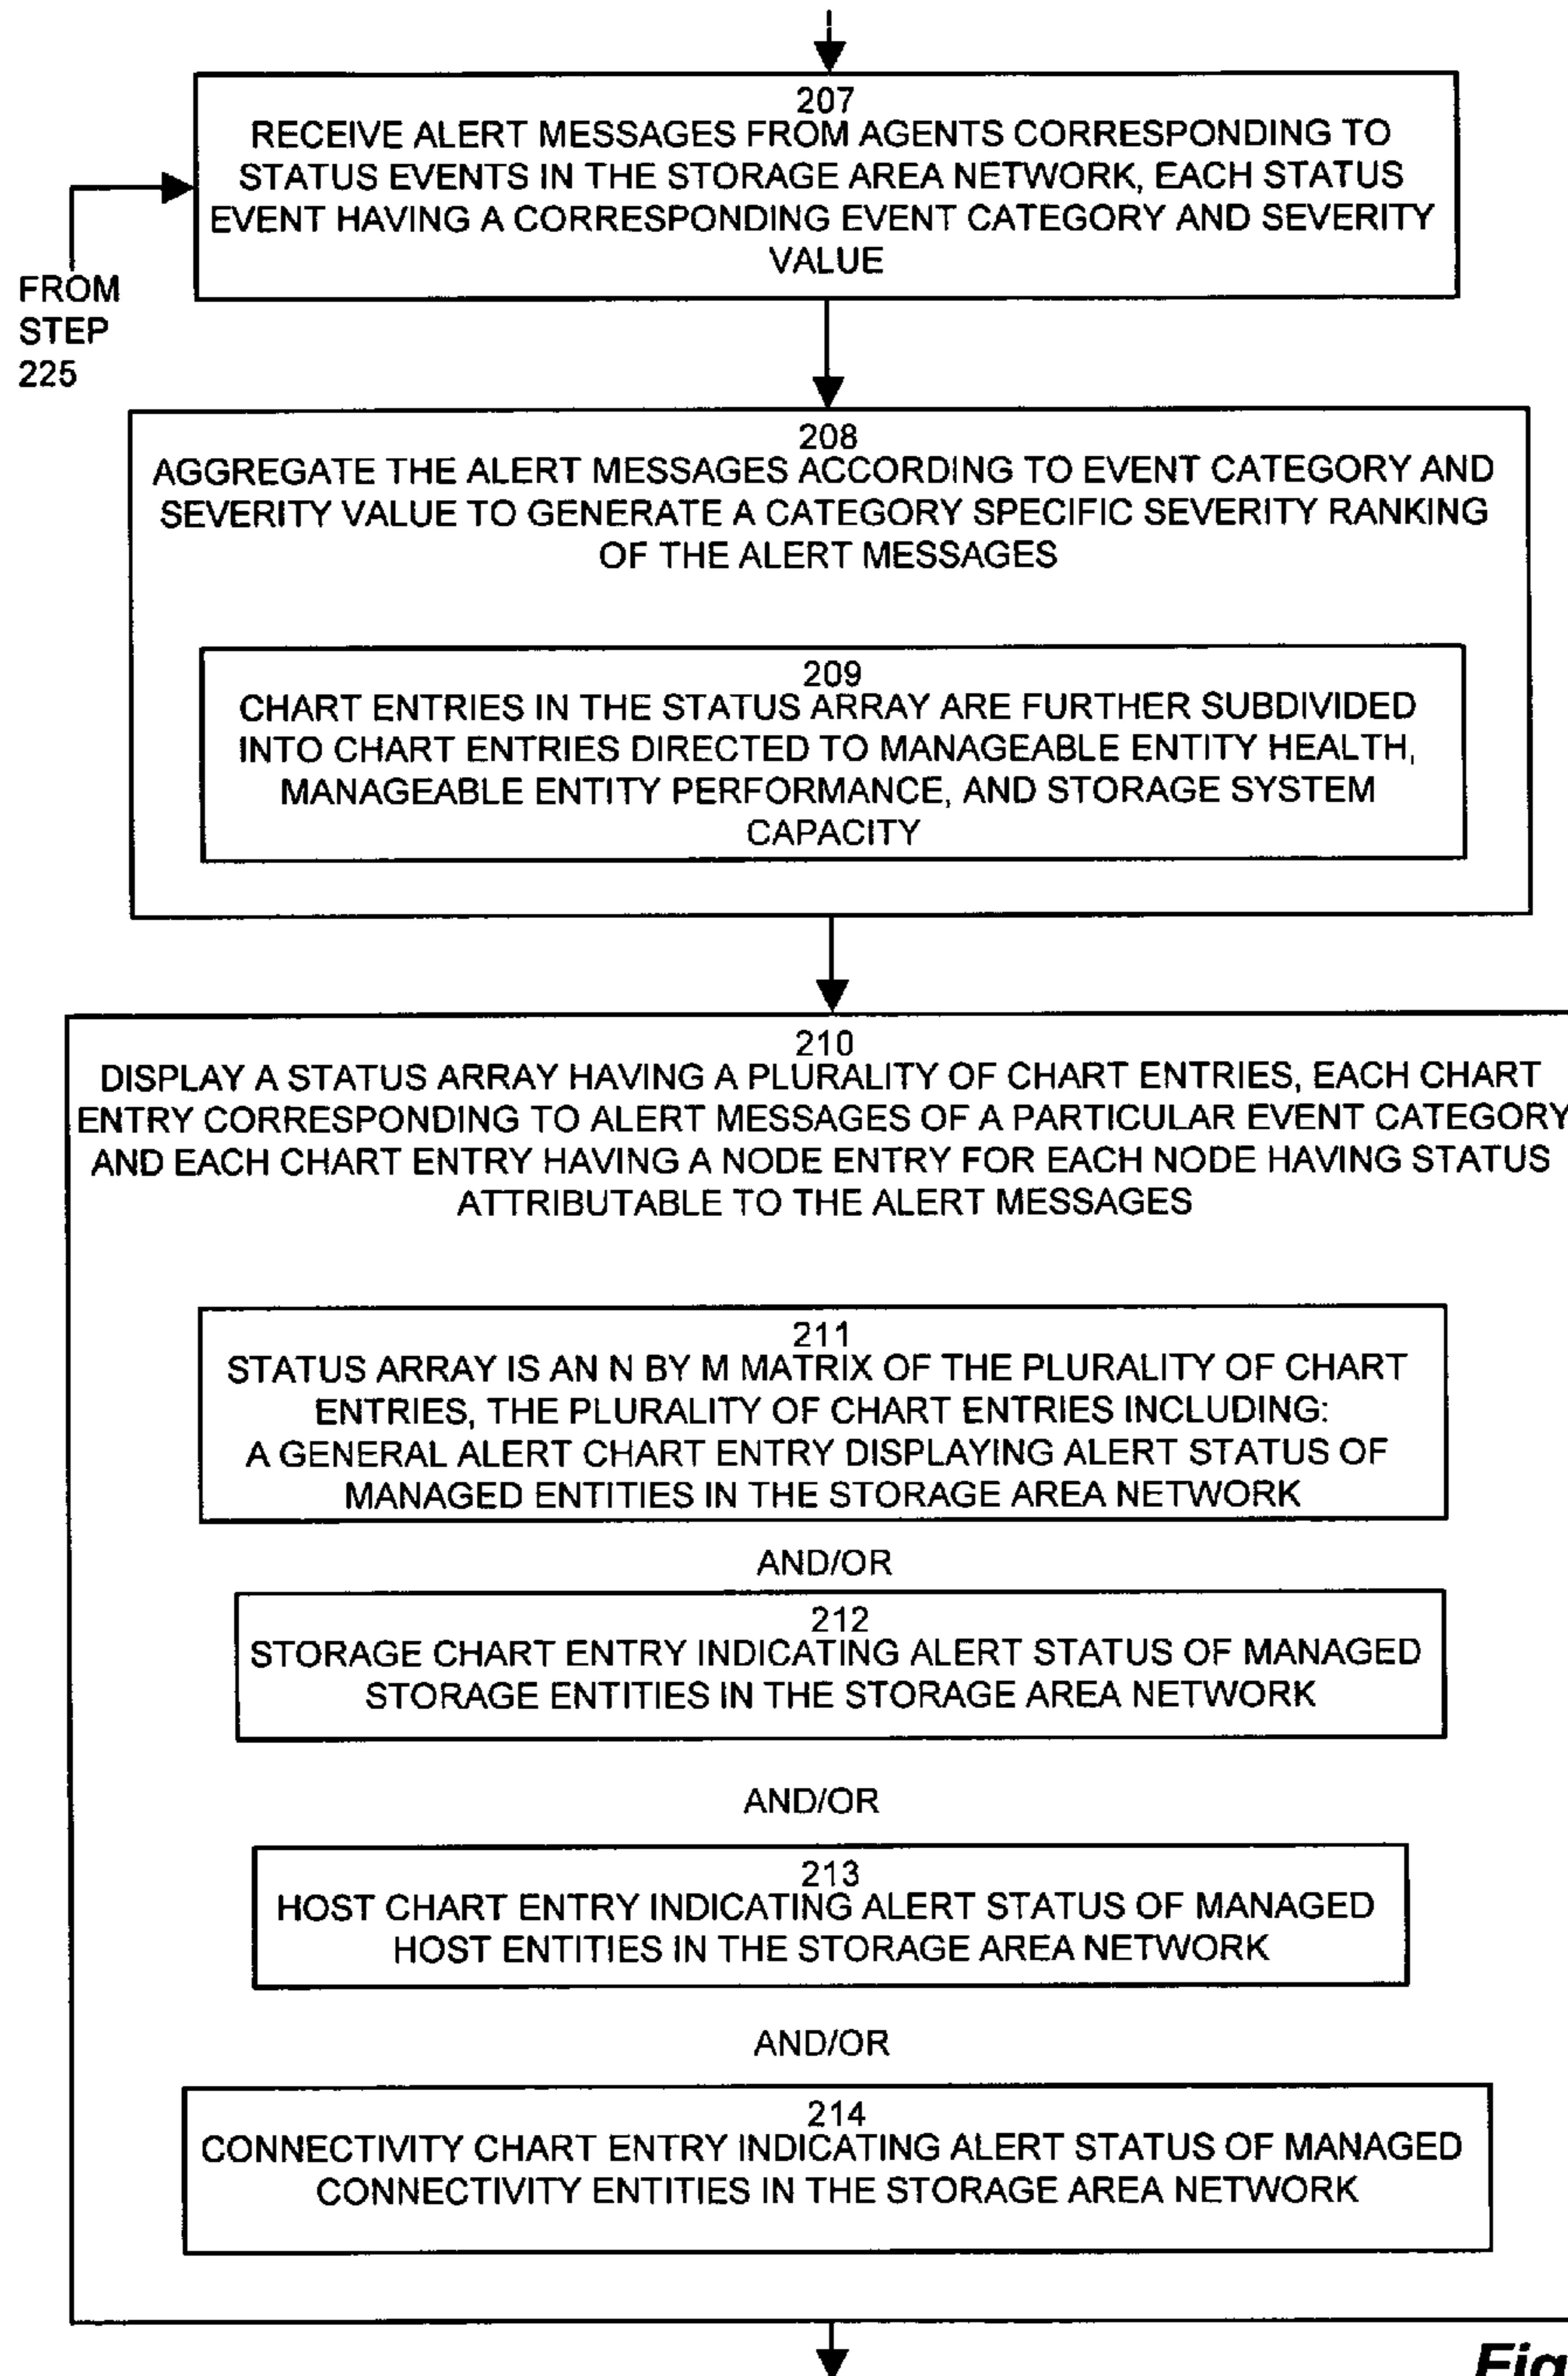 207
RECEIVE ALERT MESSAGES FROM AGENTS CORRESPONDING TO
STATUS EVENTS IN THE STORAGE AREA NETWORK, EACH STATUS
EVENT HAVING A CORRESPONDING EVENT CATEGORY AND SEVERITY
VALUE
FROM
STEP
225
208
AGGREGATE THE ALERT MESSAGES ACCORDING TO EVENT CATEGORY AND
SEVERITY VALUE TO GENERATE A CATEGORY SPECIFIC SEVERITY RANKING
OF THE ALERT MESSAGES
209
CHART ENTRIES IN THE STATUS ARRAY ARE FURTHER SUBDIVIDED
INTO CHART ENTRIES DIRECTED TO MANAGEABLE ENTITY HEALTH,
MANAGEABLE ENTITY PERFORMANCE, AND STORAGE SYSTEM
CAPACITY
210
DISPLAY A STATUS ARRAY HAVING A PLURALITY OF CHART ENTRIES, EACH CHART
ENTRY CORRESPONDING TO ALERT MESSAGES OF A PARTICULAR EVENT CATEGORY
AND EACH CHART ENTRY HAVING A NODE ENTRY FOR EACH NODE HAVING STATUS
ATTRIBUTABLE TO THE ALERT MESSAGES
211
STATUS ARRAY IS AN N BY M MATRIX OF THE PLURALITY OF CHART
ENTRIES, THE PLURALITY OF CHART ENTRIES INCLUDING:
A GENERAL ALERT CHART ENTRY DISPLAYING ALERT STATUS OF
MANAGED ENTITIES IN THE STORAGE AREA NETWORK
AND/OR
212
STORAGE CHART ENTRY INDICATING ALERT STATUS OF MANAGED
STORAGE ENTITIES IN THE STORAGE AREA NETWORK
AND/OR
213
HOST CHART ENTRY INDICATING ALERT STATUS OF MANAGED
HOST ENTITIES IN THE STORAGE AREA NETWORK
AND/OR
214
CONNECTIVITY CHART ENTRY INDICATING ALERT STATUS OF MANAGED
CONNECTIVITY ENTITIES IN THE STORAGE AREA NETWORK
Fig